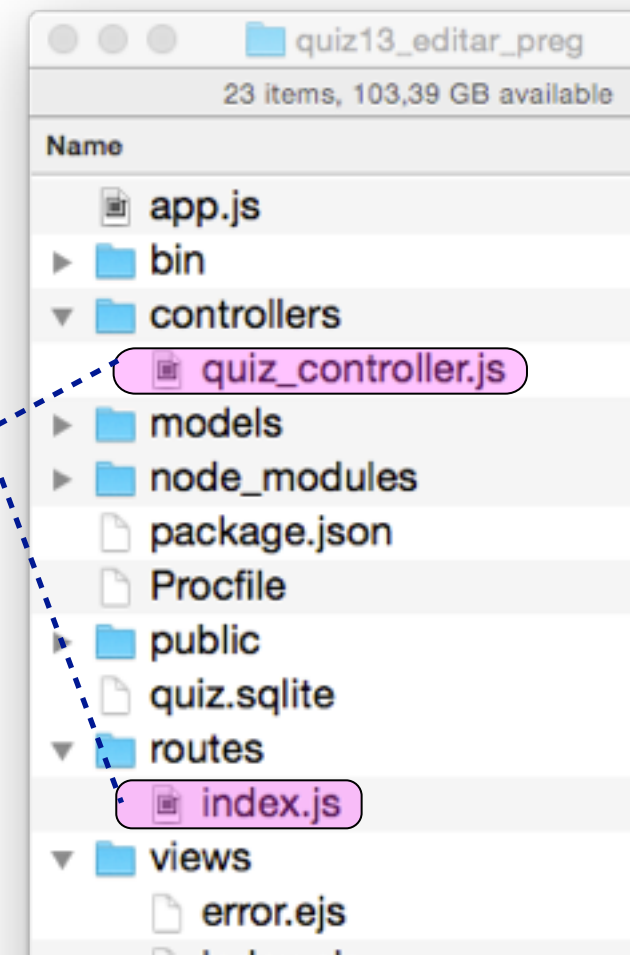 quiz13_editar_preg
23 items, 103,39 GB available
Name
app.js
bin
controllers
quiz_controller.js
models
node_modules
package.json
Procfile
public
quiz.sqlite
routes
index.js
views
error.ejs